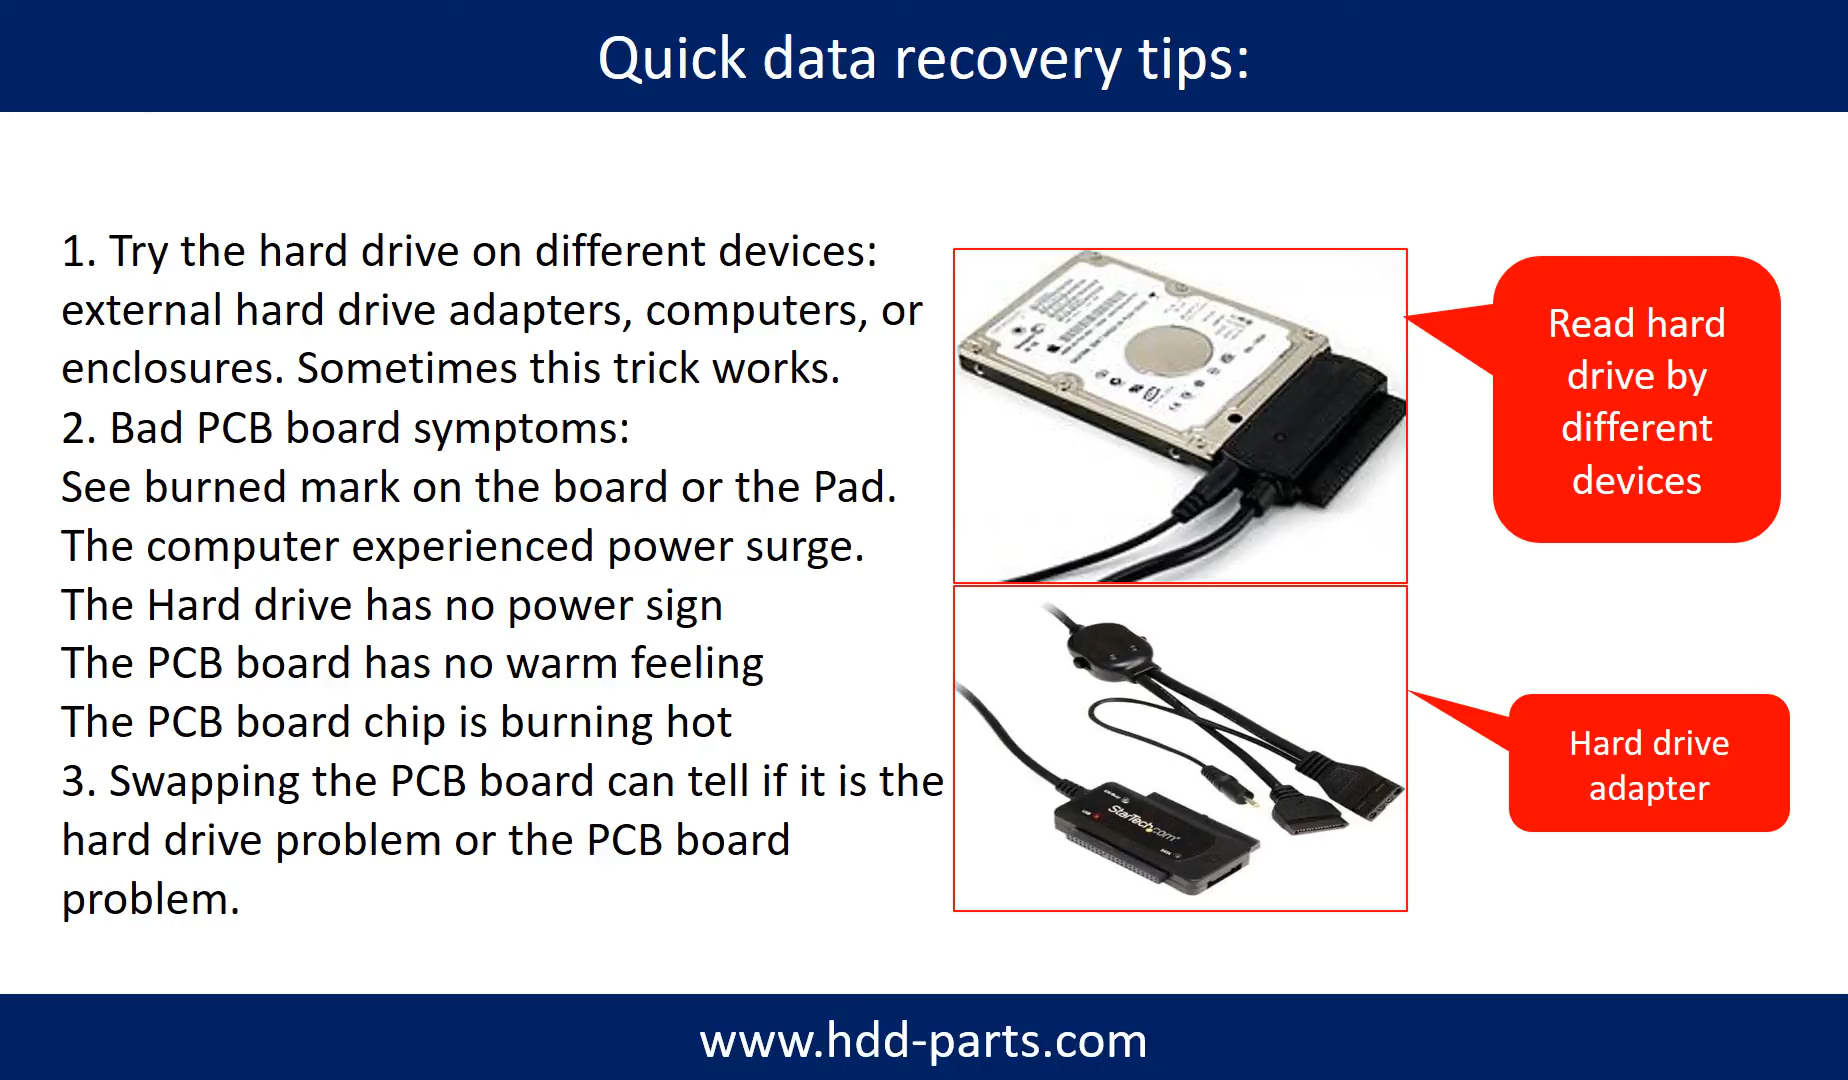 Quick data recovery tips:
1. Try the hard drive on different devices:
external hard drive adapters, computers, or
enclosures. Sometimes this trick works.
2. Bad PCB board symptoms:
See burned mark on the board or the Pad.
The computer experienced power surge.
The Hard drive has no power sign
The PCB board has no warm feeling
The PCB board chip is burning hot
3. Swapping the PCB board can tell if it is the
hard drive problem or the PCB board
problem.
Read hard
drive by
different
devices
StarTech.com
Hard drive
adapter
www.hdd-parts.com